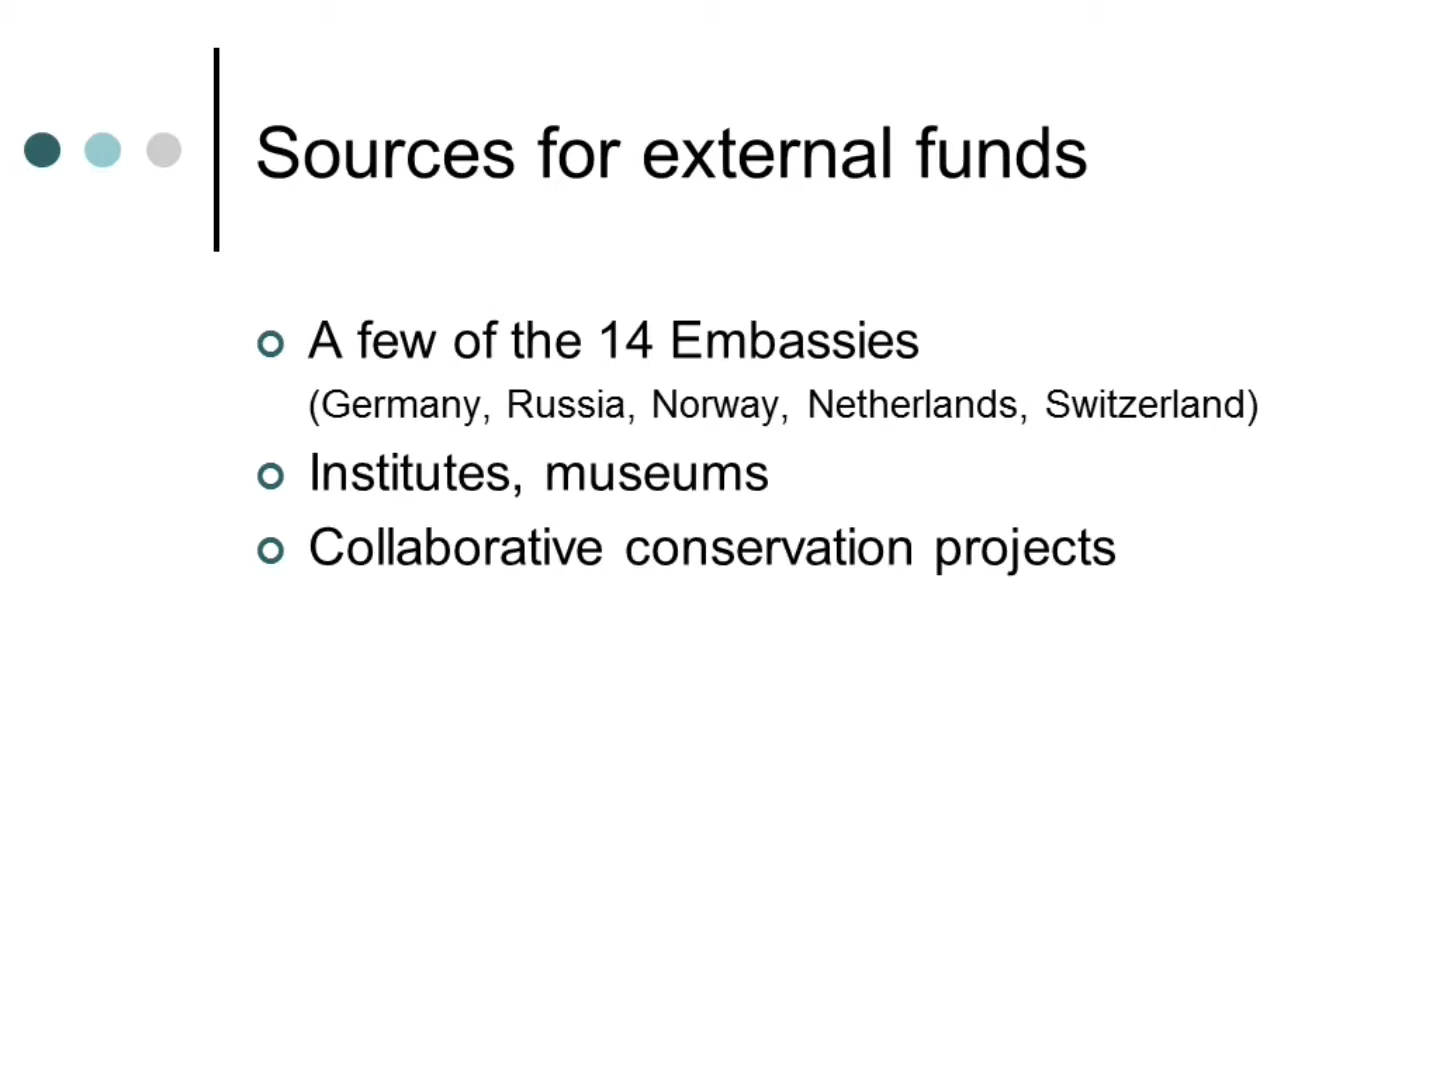 Sources for external funds
A few of the 14 Embassies
(Germany, Russia, Norway, Netherlands, Switzerland)
Institutes, museums
Collaborative conservation projects